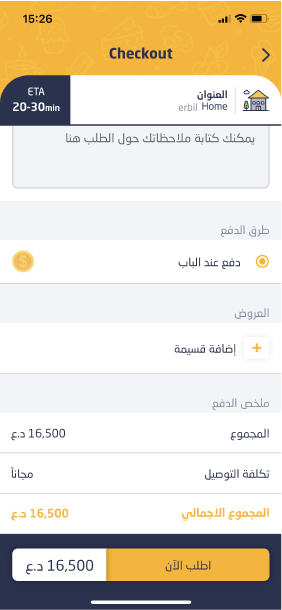 15:26
Checkout
العنوان
Home erbil
ETA
20-30min
يمكنك كتابة ملاحظاتك حول الطلب هنا
طرق الدفع
دفع عند الباب
العروض
إضافة قسيمة
ملخص الدفع
المجموع 16,500 د.ع
تكلفة التوصيل مجاناً
المجموع الاجمالي 16,500 د.ع
اطلب الآن 16,500 د.ع